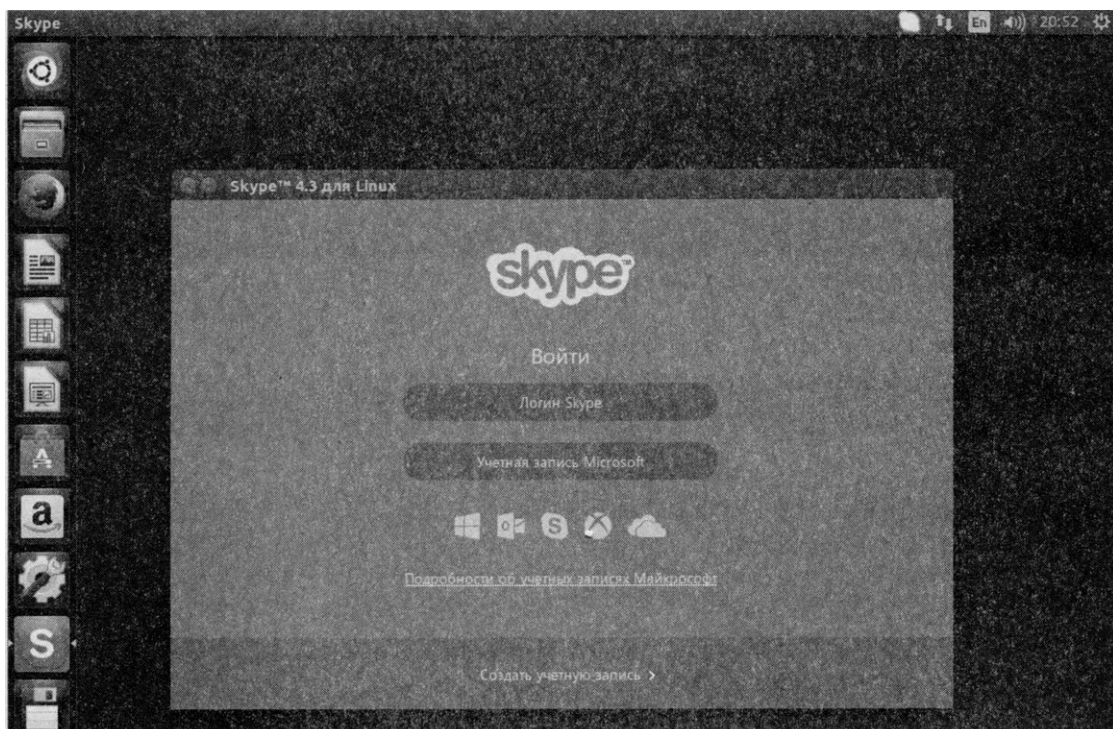 Skype
En
20:52
Skype™ 4.3 для Linux
skype™
Войти
Логин Skype
Учетная запись Microsoft
Подробности об учетных записях Майкрософт
Создать учетную запись >